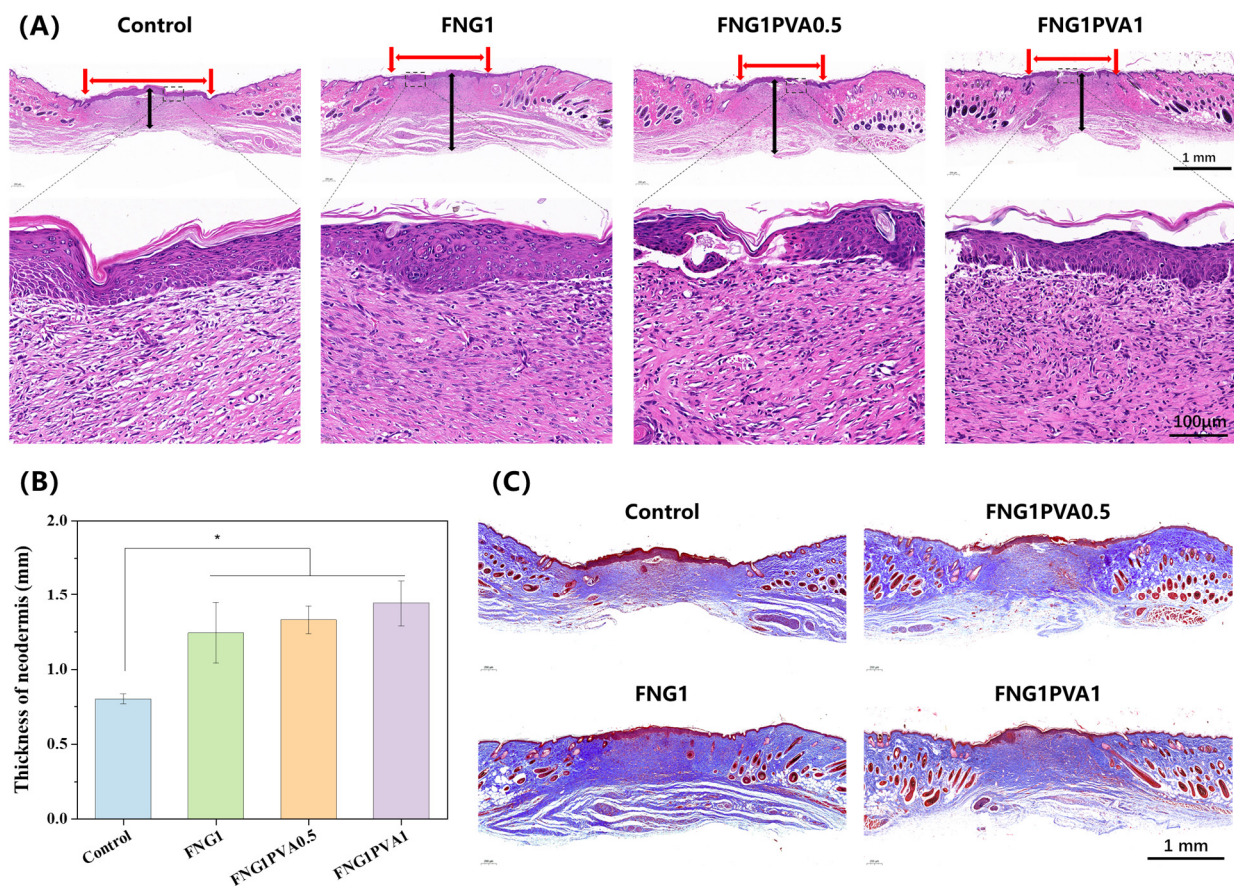 (A)
Control
FNG1
FNG1PVA0.5
FNG1PVA1
1 mm
100μm
(B)
Thickness of neodermis (mm)
2.0
1.5
1.0
0.5
0.0
*
Control
FNG1
FNG1PVA0.5
FNG1PVA1
(C)
Control
FNG1PVA0.5
FNG1
FNG1PVA1
1 mm